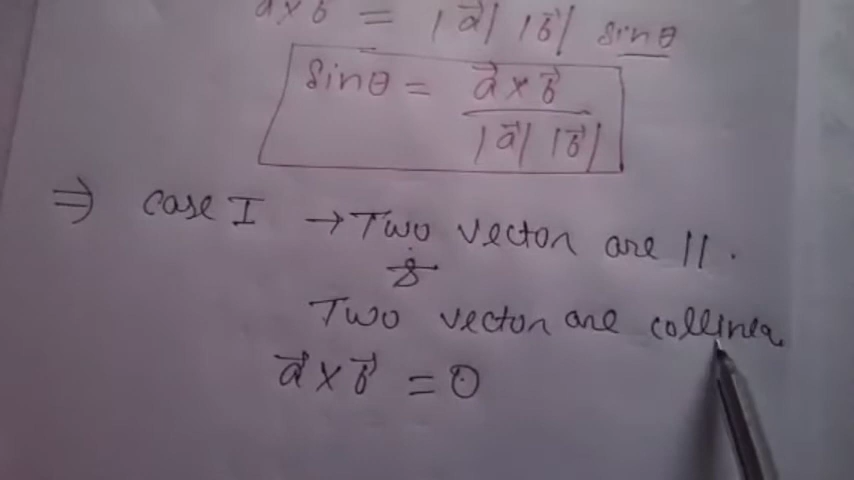 a⃗ × b⃗ = |a⃗| |b⃗| sinθ
sinθ = a⃗ × b⃗ / |a⃗| |b⃗|
⇒ case I → Two vector are ||.
Two vector are collinea
a⃗ × b⃗ = 0